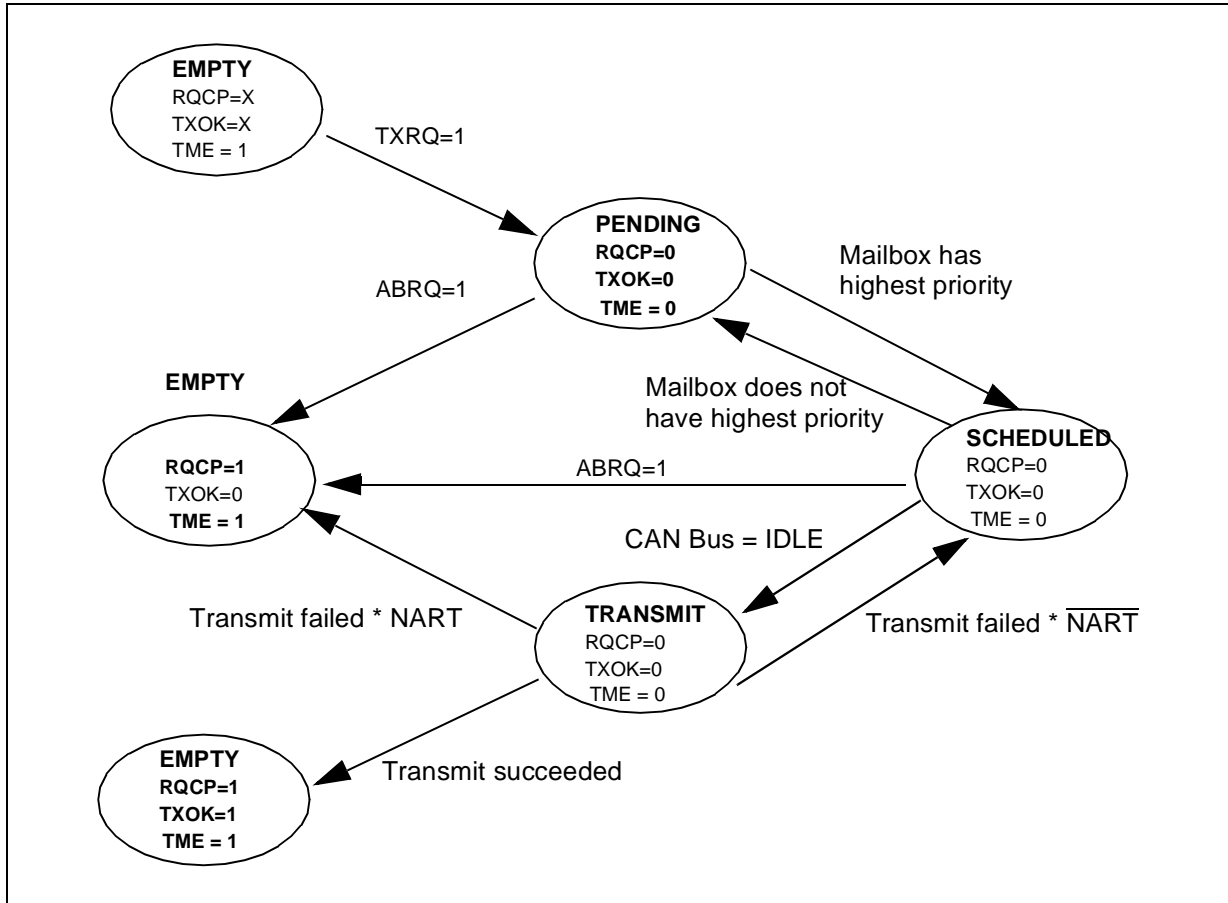 EMPTY
RQCP=X
TXOK=X
TME = 1
TXRQ=1
PENDING
RQCP=0
TXOK=0
TME = 0
Mailbox has
highest priority
ABRQ=1
EMPTY
RQCP=1
TXOK=0
TME = 1
Mailbox does not
have highest priority
SCHEDULED
RQCP=0
TXOK=0
TME = 0
ABRQ=1
CAN Bus = IDLE
Transmit failed * NART
TRANSMIT
RQCP=0
TXOK=0
TME = 0
Transmit failed * N̅A̅R̅T̅
EMPTY
RQCP=1
TXOK=1
TME = 1
Transmit succeeded